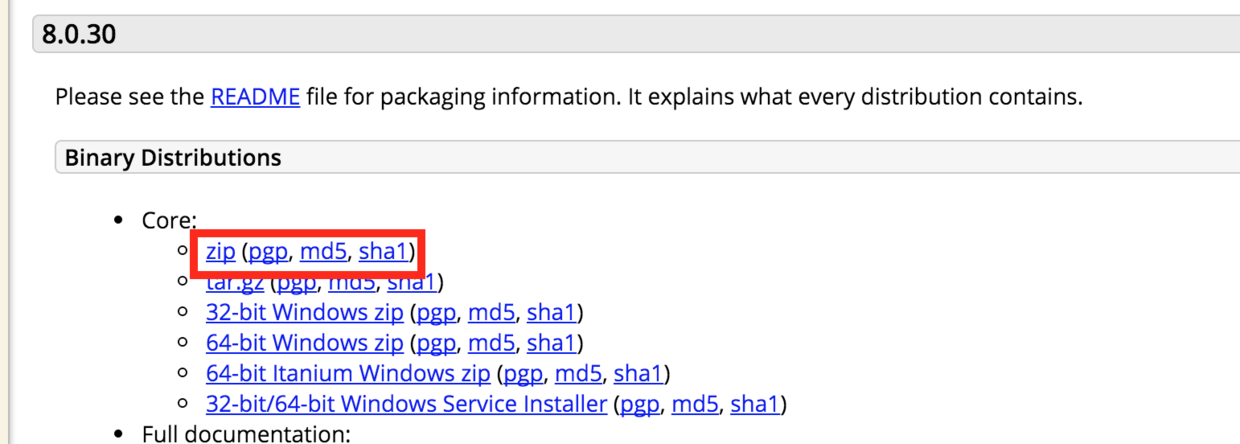 8.0.30
Please see the README file for packaging information. It explains what every distribution contains.
Binary Distributions
• Core:
○ zip (pgp, md5, sha1)
○ tar.gz (pgp, md5, sha1)
○ 32-bit Windows zip (pgp, md5, sha1)
○ 64-bit Windows zip (pgp, md5, sha1)
○ 64-bit Itanium Windows zip (pgp, md5, sha1)
○ 32-bit/64-bit Windows Service Installer (pgp, md5, sha1)
• Full documentation: